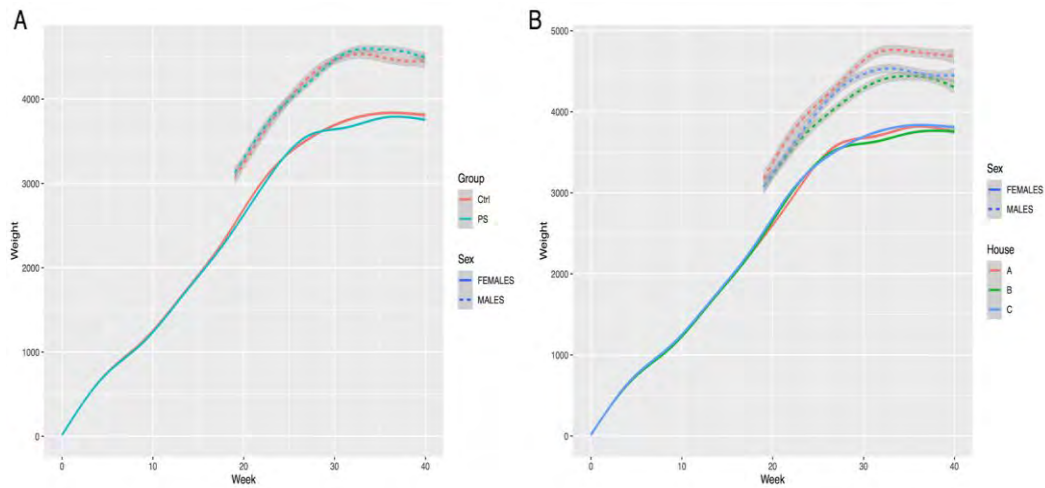 A
4000
3000
2000
1000
0
0 10 20 30 40
Week
Weight
Group
Ctrl
PS
Sex
FEMALES
MALES
B
5000
4000
3000
2000
1000
0
0 10 20 30 40
Week
Weight
Sex
FEMALES
MALES
House
A
B
C